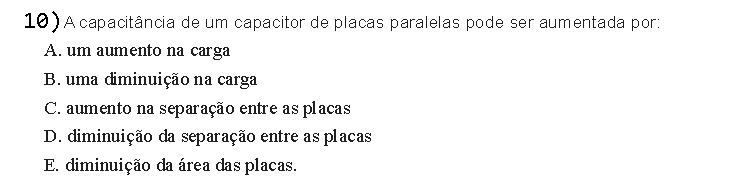 10) A capacitância de um capacitor de placas paralelas pode ser aumentada por:
A. um aumento na carga
B. uma diminuição na carga
C. aumento na separação entre as placas
D. diminuição da separação entre as placas
E. diminuição da área das placas.